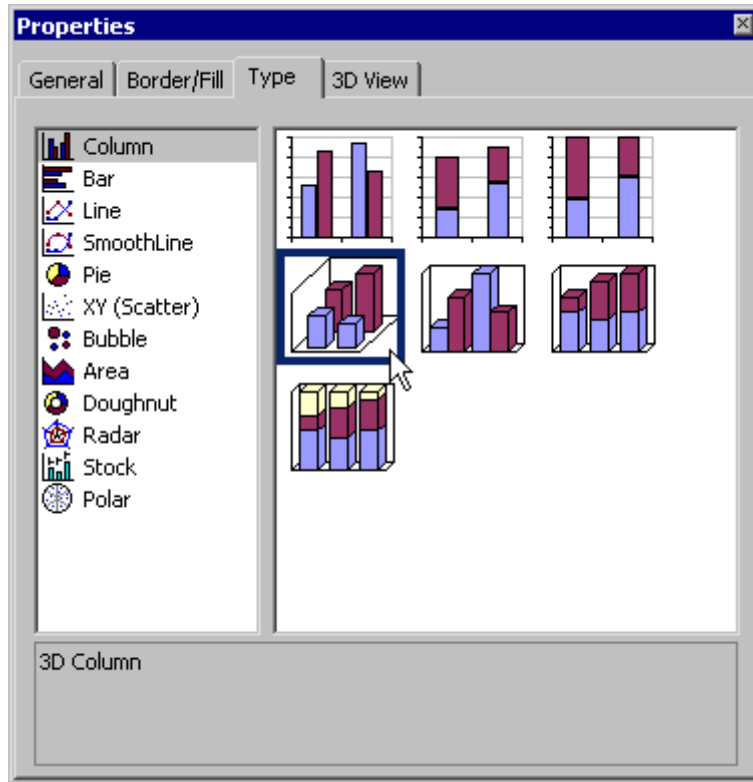 Properties
General Border/Fill Type 3D View
Column
Bar
Line
SmoothLine
Pie
XY (Scatter)
Bubble
Area
Doughnut
Radar
Stock
Polar
3D Column